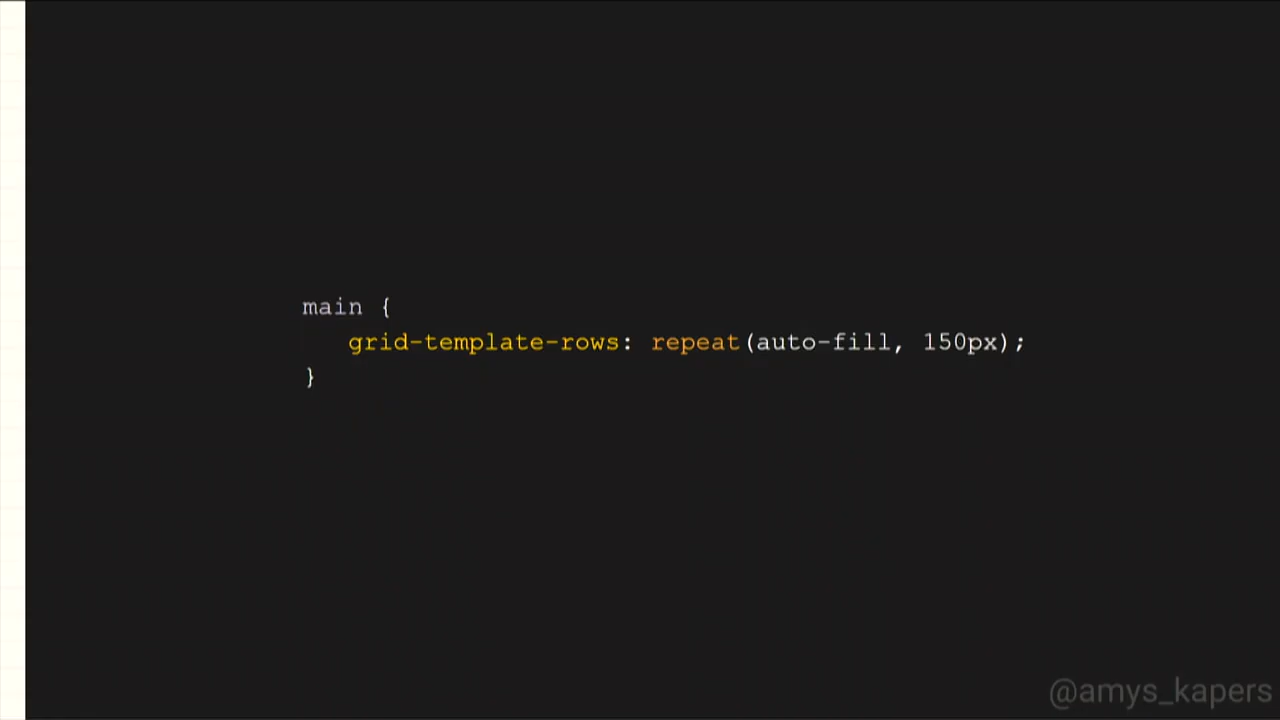 main {
grid-template-rows: repeat(auto-fill, 150px);
}
@amys_kapers